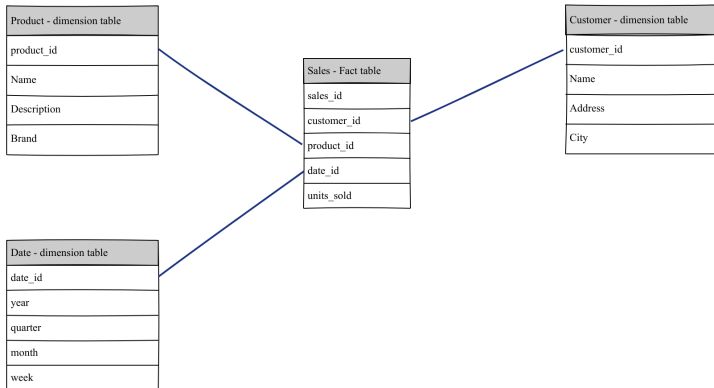 Product - dimension table
product_id
Name
Description
Brand
Sales - Fact table
sales_id
customer_id
product_id
date_id
units_sold
Customer - dimension table
customer_id
Name
Address
City
Date - dimension table
date_id
year
quarter
month
week